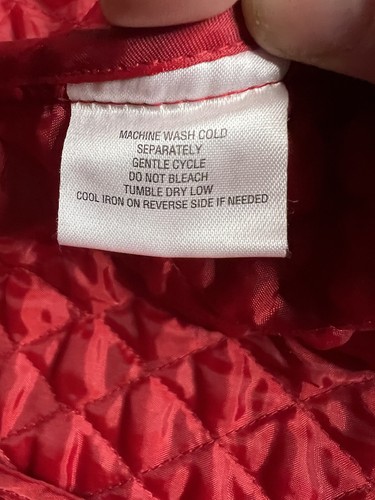 MACHINE WASH COLD
SEPARATELY
GENTLE CYCLE
DO NOT BLEACH
TUMBLE DRY LOW
COOL IRON ON REVERSE SIDE IF NEEDED